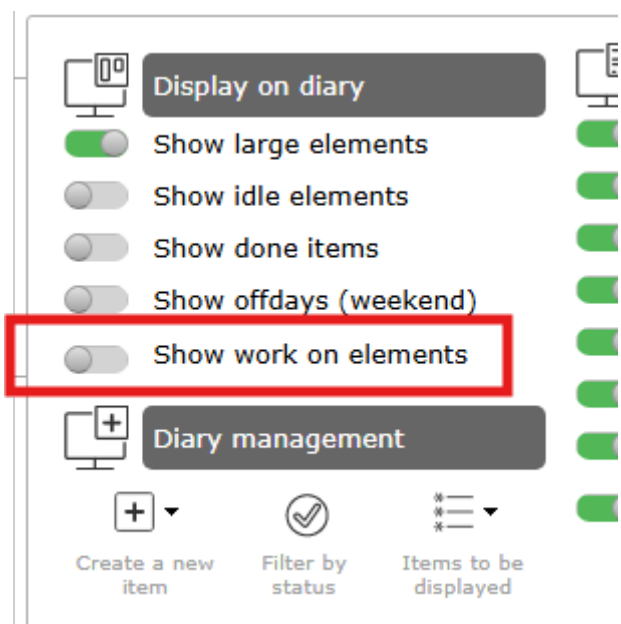 Display on diary
Show large elements
Show idle elements
Show done items
Show offdays (weekend)
Show work on elements
Diary management
Create a new
item
Filter by
status
Items to be
displayed